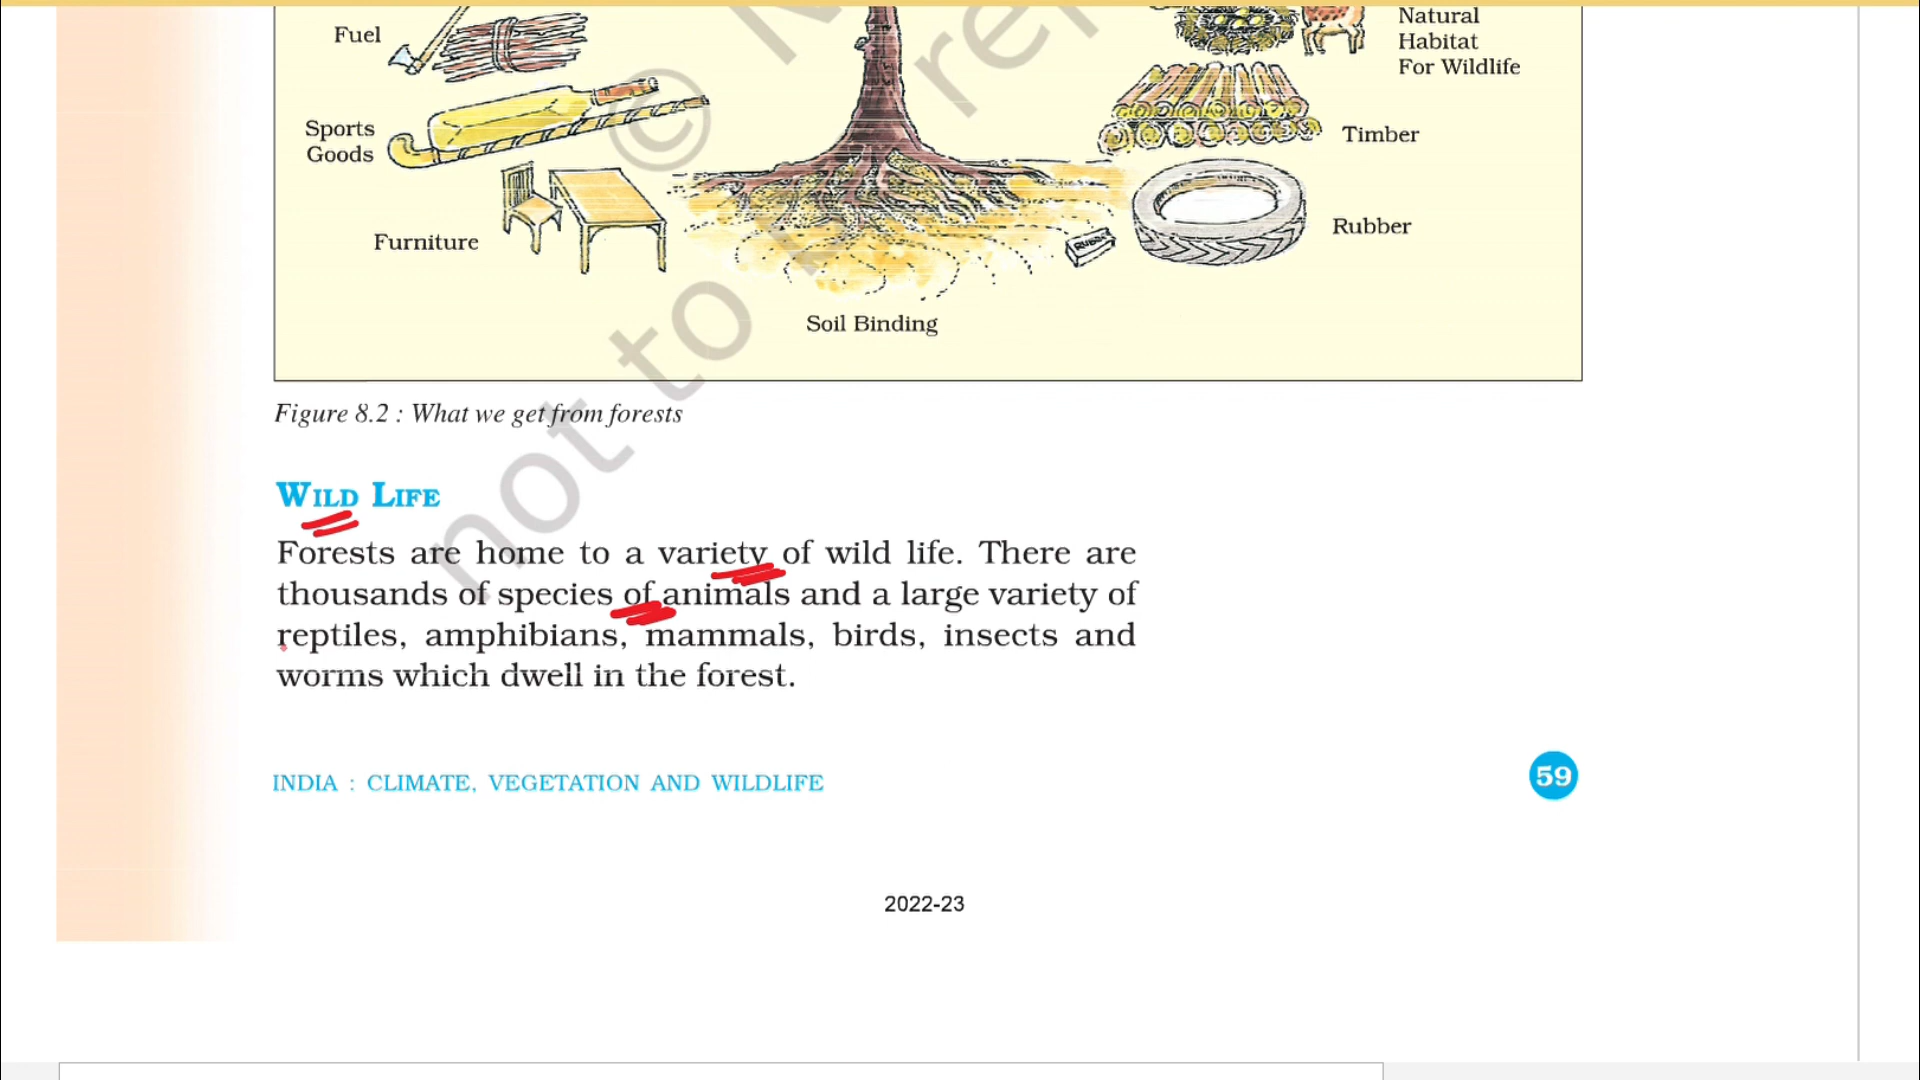 Fuel
Natural
Habitat
For Wildlife
Sports
Goods
Timber
Furniture
Rubber
Soil Binding
© not to
Figure 8.2 : What we get from forests
WILD LIFE
Forests are home to a variety of wild life. There are
thousands of species of animals and a large variety of
reptiles, amphibians, mammals, birds, insects and
worms which dwell in the forest.
INDIA : CLIMATE, VEGETATION AND WILDLIFE
59
2022-23